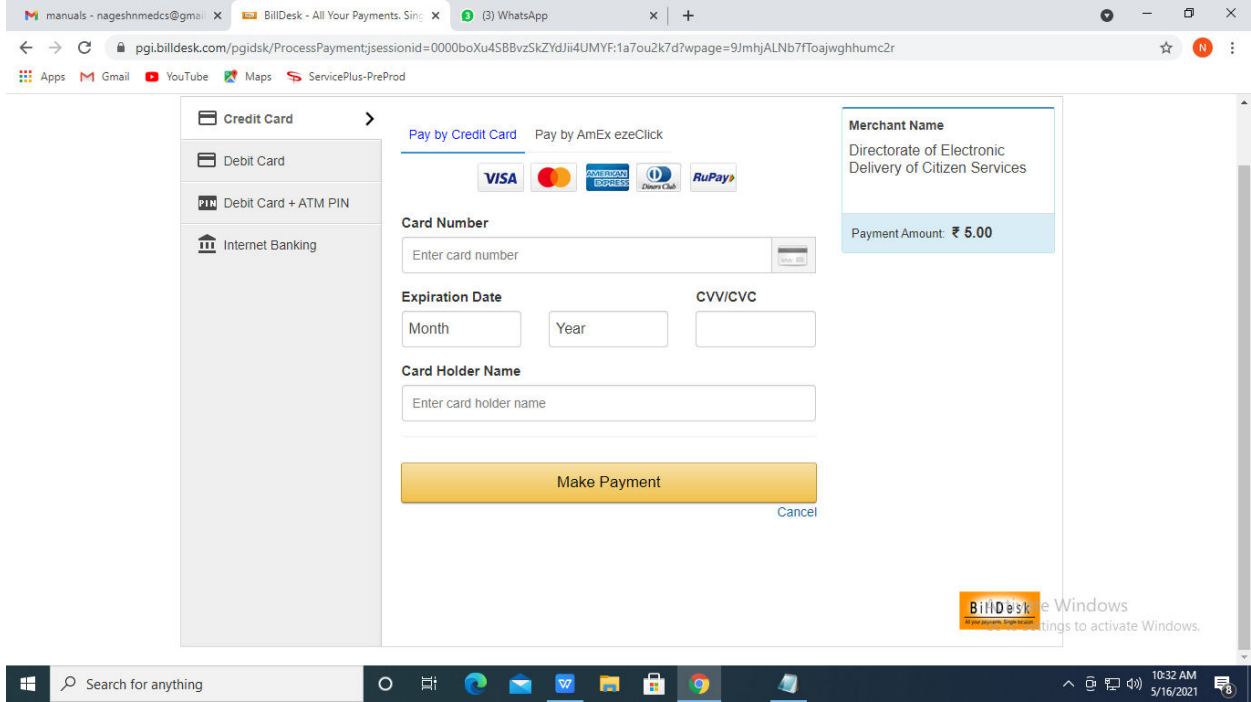 manuals - nageshnmedcs@gmai
BillDesk - All Your Payments. Sing
(3) WhatsApp
pgi.billdesk.com/pgidsk/ProcessPayment;jsessionid=0000boXu4SBBvzSkZYdJii4UMYF:1a7ou2k7d?wpage=9JmhjALNb7fToajwghhumc2r
N
Apps Gmail YouTube Maps ServicePlus-PreProd
Credit Card
Debit Card
PIN Debit Card + ATM PIN
Internet Banking
Pay by Credit Card Pay by AmEx ezeClick
VISA AMERICAN EXPRESS Diners Club RuPay
Card Number
Enter card number
Expiration Date CVV/CVC
Month Year
Card Holder Name
Enter card holder name
Make Payment
Cancel
Merchant Name
Directorate of Electronic
Delivery of Citizen Services
Payment Amount: ₹ 5.00
BillDesk
Windows
to activate Windows.
Search for anything
10:32 AM
5/16/2021
8